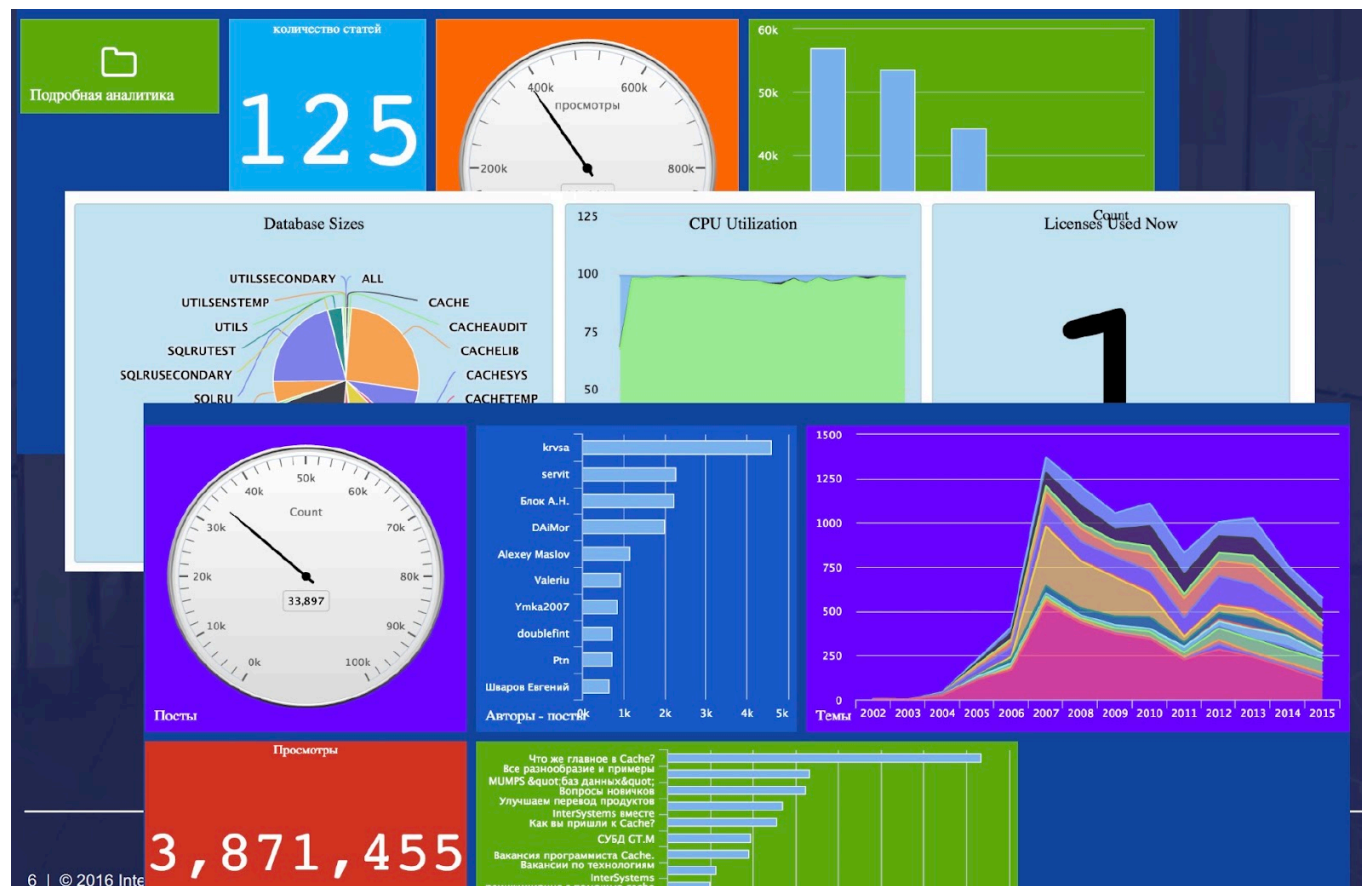 Подробная аналитика
количество статей
125
400k
600k
просмотры
200k
800k
60k
50k
40k
Database Sizes
UTILSSECONDARY
ALL
UTILSENSTEMP
CACHE
UTILS
CACHEAUDIT
SQLRUTEST
CACHELIB
SQLRUSECONDARY
CACHESYS
SQLRU
CACHETEMP
CPU Utilization
125
100
75
50
Count
Licenses Used Now
1
50k
40k
60k
Count
30k
70k
20k
80k
33,897
10k
90k
0k
100k
Посты
krvsa
servit
Блок А.Н.
DAiMor
Alexey Maslov
Valeriu
Ymka2007
doublefint
Ptn
Шваров Евгений
Авторы - посты
0k 1k 2k 3k 4k 5k
1500
1250
1000
750
500
250
0
Темы
2002 2003 2004 2005 2006 2007 2008 2009 2010 2011 2012 2013 2014 2015
Просмотры
3,871,455
Что же главное в Cache?
Все разнообразие и примеры
MUMPS &quot;баз данных&quot;
Вопросы новичков
Улучшаем перевод продуктов
InterSystems вместе
Как вы пришли к Cache?
СУБД GT.M
Вакансия программиста Cache.
Вакансии по технологиям
InterSystems
6 | © 2016 Inte